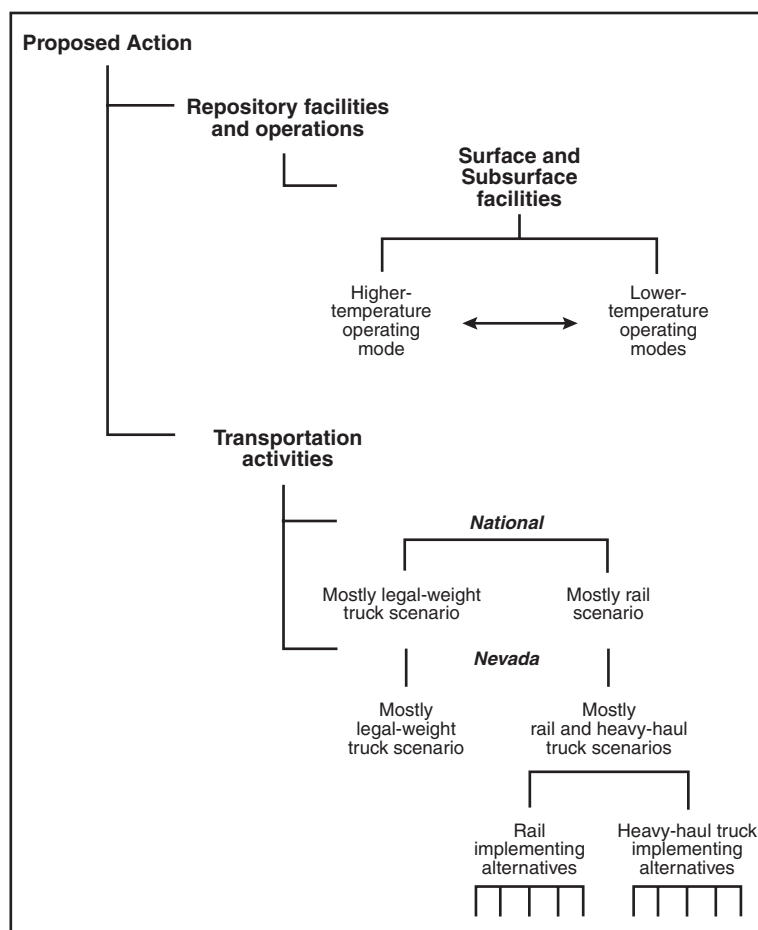 Proposed Action
Repository facilities
and operations
Surface and
Subsurface
facilities
Higher-
temperature
operating
mode
Lower-
temperature
operating
modes
Transportation
activities
National
Mostly legal-weight
truck scenario
Mostly rail
scenario
Nevada
Mostly
legal-weight
truck scenario
Mostly
rail and heavy-haul
truck scenarios
Rail
implementing
alternatives
Heavy-haul truck
implementing
alternatives